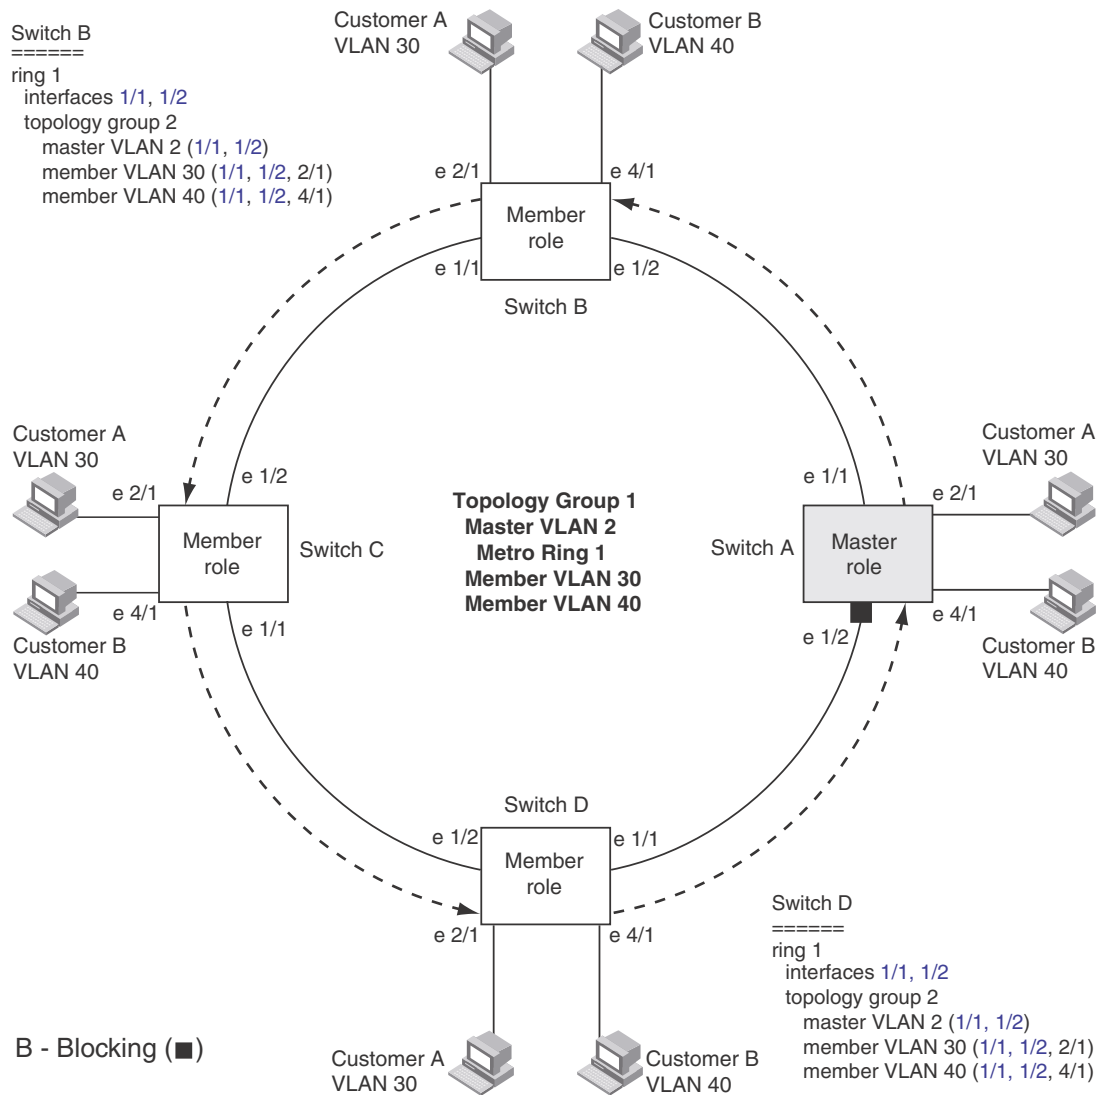 Switch B
======
ring 1
interfaces 1/1, 1/2
topology group 2
master VLAN 2 (1/1, 1/2)
member VLAN 30 (1/1, 1/2, 2/1)
member VLAN 40 (1/1, 1/2, 4/1)
Customer A
VLAN 30
Customer B
VLAN 40
e 2/1
e 4/1
Member
role
e 1/1
e 1/2
Switch B
Customer A
VLAN 30
e 2/1
e 1/2
Member
role
Switch C
e 4/1
e 1/1
Customer B
VLAN 40
Topology Group 1
Master VLAN 2
Metro Ring 1
Member VLAN 30
Member VLAN 40
Customer A
VLAN 30
e 1/1
e 2/1
Switch A
Master
role
e 1/2
e 4/1
Customer B
VLAN 40
Switch D
e 1/2
e 1/1
Member
role
e 2/1
e 4/1
Customer A
VLAN 30
Customer B
VLAN 40
Switch D
======
ring 1
interfaces 1/1, 1/2
topology group 2
master VLAN 2 (1/1, 1/2)
member VLAN 30 (1/1, 1/2, 2/1)
member VLAN 40 (1/1, 1/2, 4/1)
B - Blocking (■)